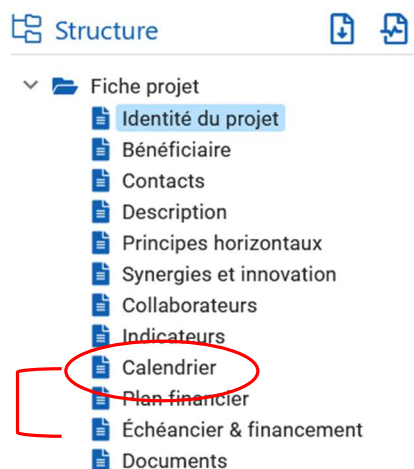 Structure
Fiche projet
Identité du projet
Bénéficiaire
Contacts
Description
Principes horizontaux
Synergies et innovation
Collaborateurs
Indicateurs
Calendrier
Plan financier
Échéancier & financement
Documents